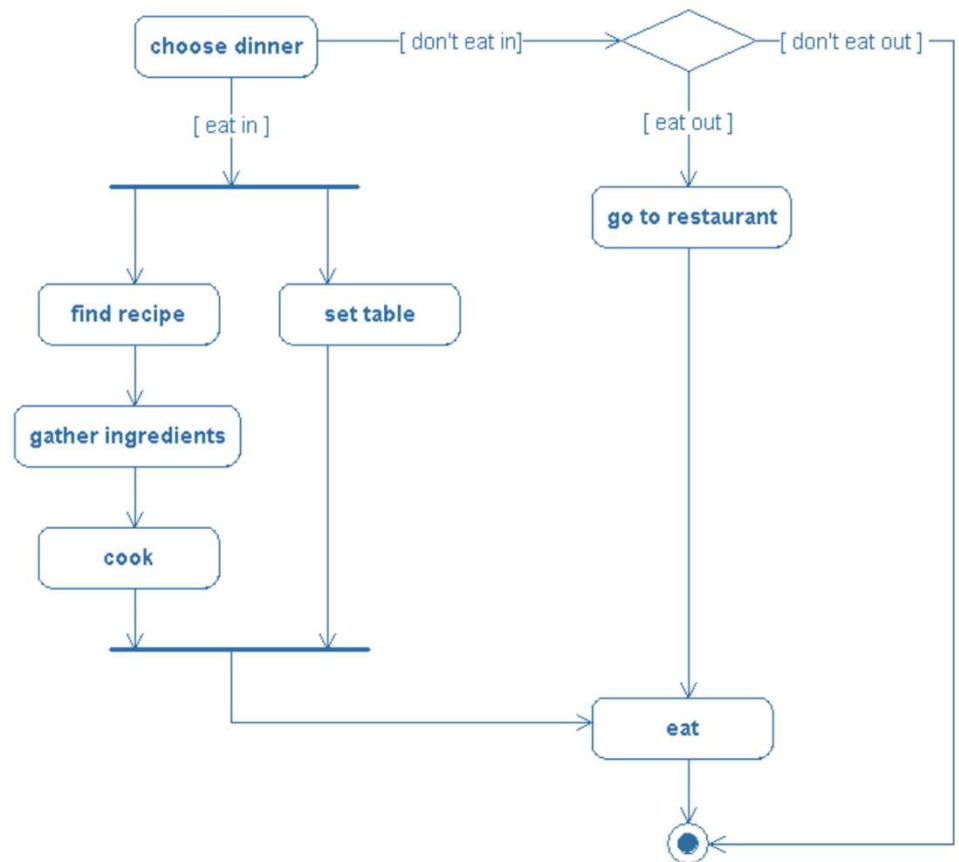 choose dinner
[ don't eat in]
[ don't eat out ]
[ eat in ]
[ eat out ]
go to restaurant
find recipe
set table
gather ingredients
cook
eat